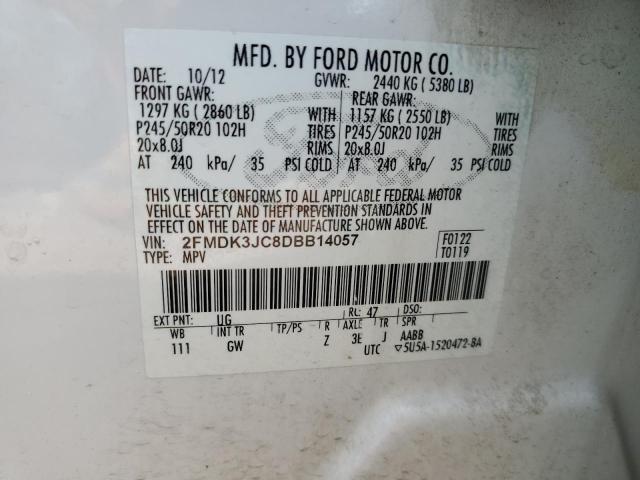 MFD. BY FORD MOTOR CO.
DATE: 10/12 GVWR: 2440 KG ( 5380 LB)
FRONT GAWR: REAR GAWR:
1297 KG ( 2860 LB) WITH 1157 KG ( 2550 LB) WITH
P245/50R20 102H TIRES P245/50R20 102H TIRES
20x8.0J RIMS 20x8.0J RIMS
AT 240 kPa/ 35 PSI COLD AT 240 kPa/ 35 PSI COLD
THIS VEHICLE CONFORMS TO ALL APPLICABLE FEDERAL MOTOR
VEHICLE SAFETY AND THEFT PREVENTION STANDARDS IN
EFFECT ON THE DATE OF MANUFACTURE SHOWN ABOVE.
VIN: 2FMDK3JC8DBB14057 F0122
TYPE: MPV T0119
EXT PNT: UG RC: 47 DSO:
WB INT TR TP/PS R AXLE TR SPR
111 GW Z 3E J AABB
UTC ▽5U5A-1520472-BA